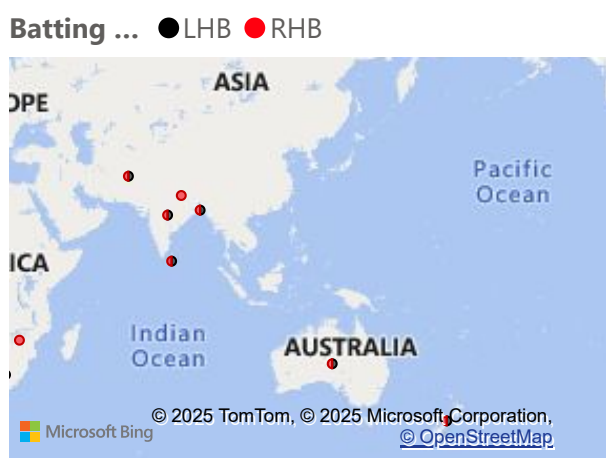 Batting ... LHB RHB
ASIA
OPE
Pacific
Ocean
ICA
Indian
Ocean
AUSTRALIA
© 2025 TomTom, © 2025 Microsoft Corporation,
Microsoft Bing
© OpenStreetMap